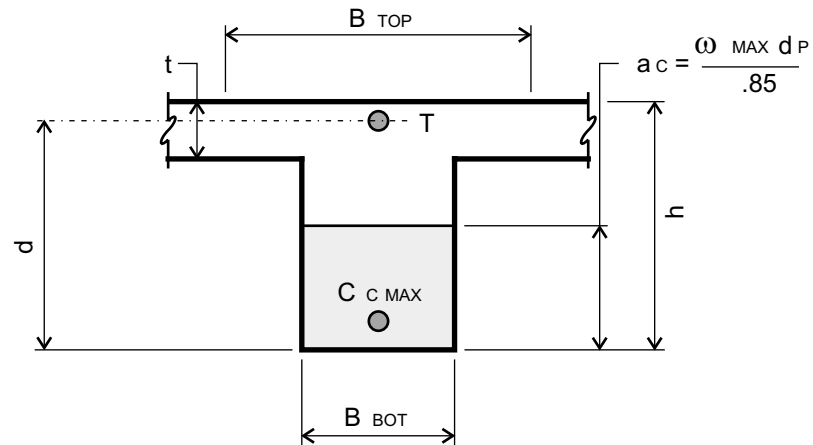 B TOP
t
a C = ω MAX d P
.85
T
d
h
C C MAX
B BOT